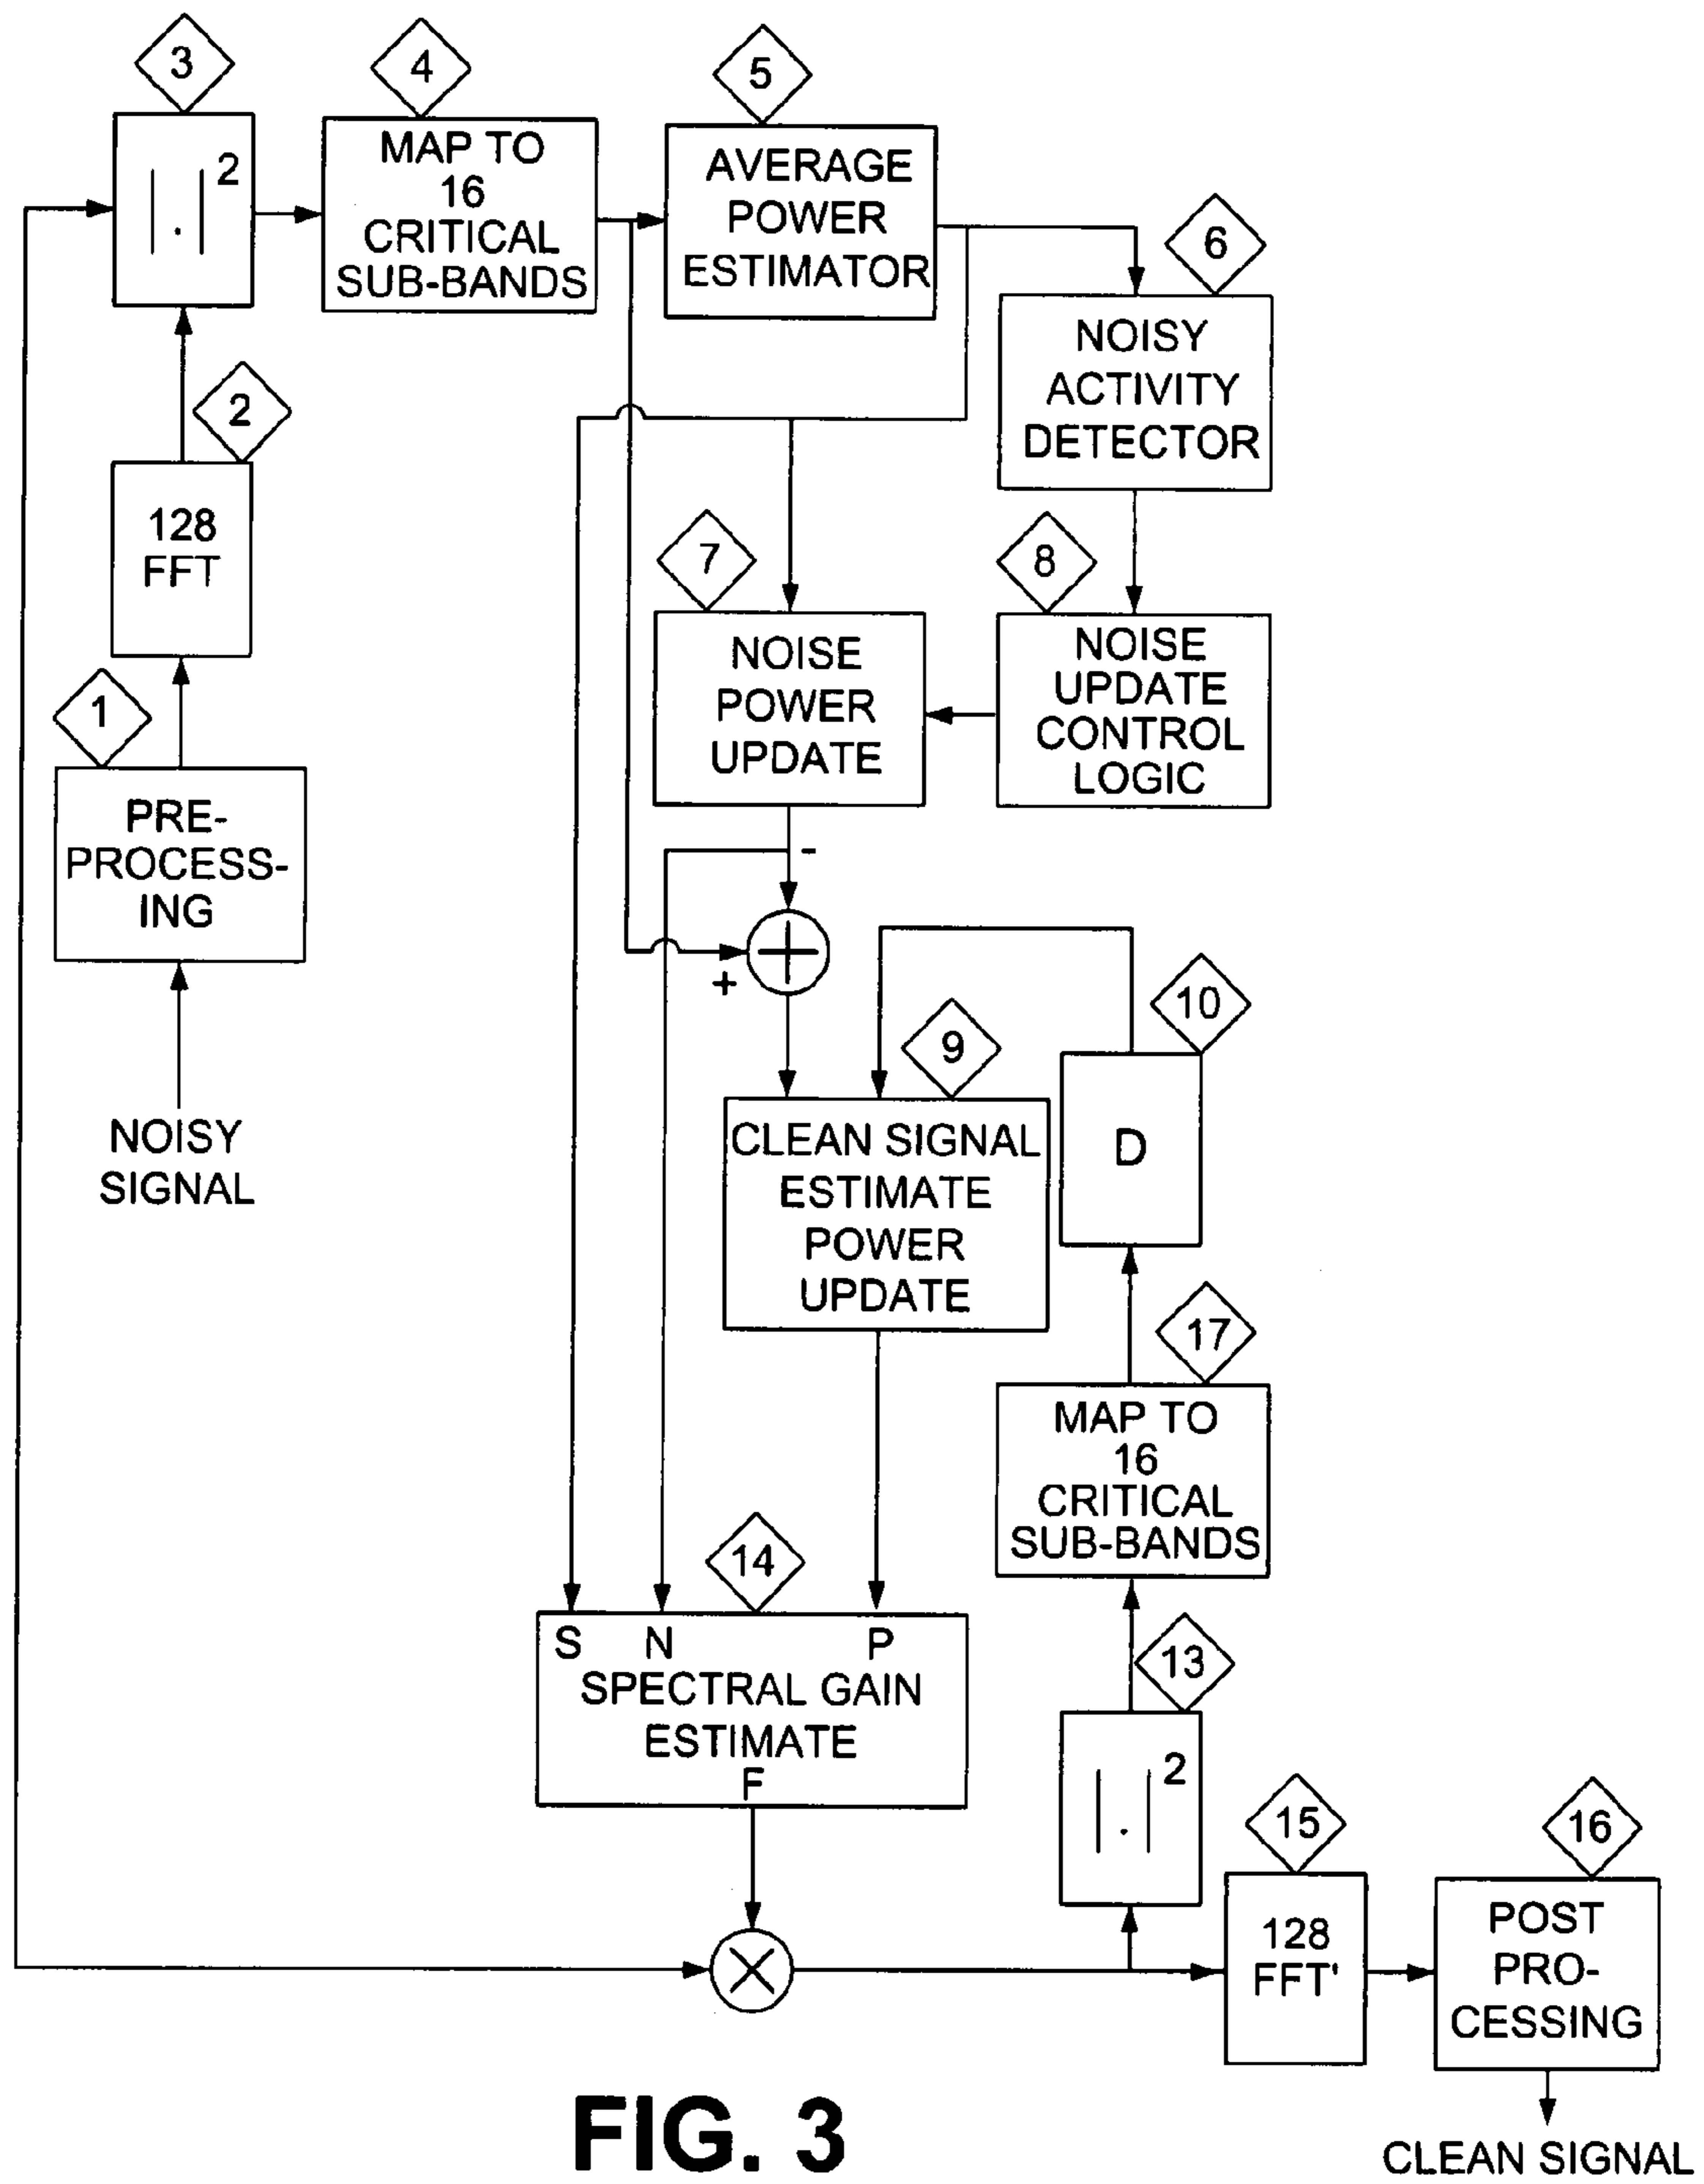 3
4
5
|.|2
MAP TO
16
CRITICAL
SUB-BANDS
AVERAGE
POWER
ESTIMATOR
6
NOISY
ACTIVITY
DETECTOR
2
128
FFT
7
8
NOISE
POWER
UPDATE
NOISE
UPDATE
CONTROL
LOGIC
1
PRE-
PROCESS-
ING
-
+
+
NOISY
SIGNAL
9
10
CLEAN SIGNAL
ESTIMATE
POWER
UPDATE
D
17
MAP TO
16
CRITICAL
SUB-BANDS
14
S N P
SPECTRAL GAIN
ESTIMATE
F
13
|.|2
×
15
128
FFT'
16
POST
PRO-
CESSING
FIG. 3
CLEAN SIGNAL